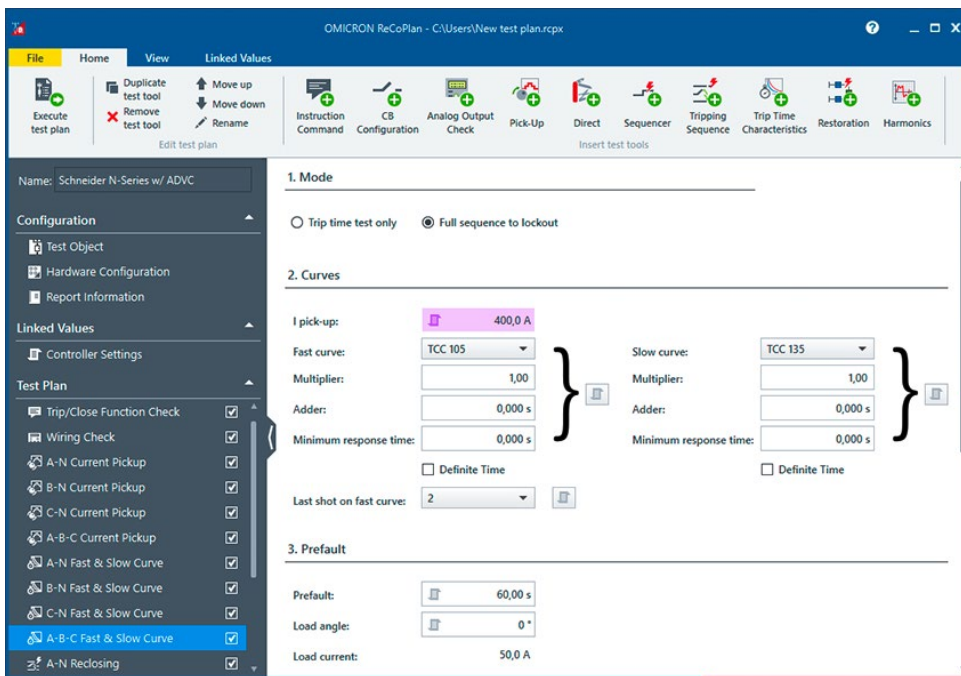 OMICRON ReCoPlan - C:\Users\New test plan.rcpx
File Home View Linked Values
Execute
test plan
Duplicate
test tool
Remove
test tool
Move up
Move down
Rename
Edit test plan
Instruction
Command
CB
Configuration
Analog Output
Check
Pick-Up
Direct
Sequencer
Tripping
Sequence
Trip Time
Characteristics
Restoration
Harmonics
Insert test tools
Name: Schneider N-Series w/ ADVC
Configuration
Test Object
Hardware Configuration
Report Information
Linked Values
Controller Settings
Test Plan
Trip/Close Function Check
Wiring Check
A-N Current Pickup
B-N Current Pickup
C-N Current Pickup
A-B-C Current Pickup
A-N Fast & Slow Curve
B-N Fast & Slow Curve
C-N Fast & Slow Curve
A-B-C Fast & Slow Curve
A-N Reclosing
1. Mode
Trip time test only Full sequence to lockout
2. Curves
I pick-up: 400,0 A
Fast curve: TCC 105 Slow curve: TCC 135
Multiplier: 1,00 Multiplier: 1,00
Adder: 0,000 s Adder: 0,000 s
Minimum response time: 0,000 s Minimum response time: 0,000 s
Definite Time Definite Time
Last shot on fast curve: 2
3. Prefault
Prefault: 60,00 s
Load angle: 0 °
Load current: 50,0 A